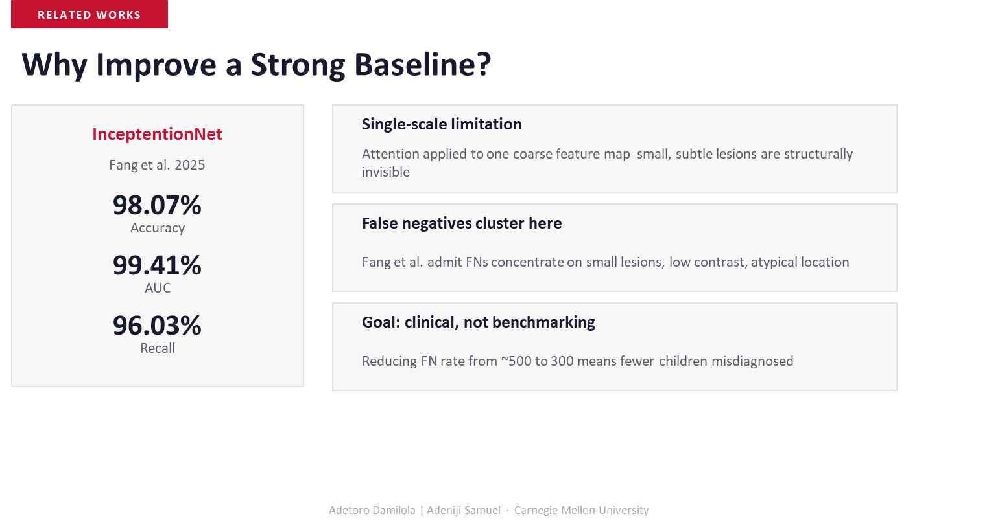 RELATED WORKS
Why Improve a Strong Baseline?
InceptentionNet
Fang et al. 2025
98.07%
Accuracy
99.41%
AUC
96.03%
Recall
Single-scale limitation
Attention applied to one coarse feature map  small, subtle lesions are structurally
invisible
False negatives cluster here
Fang et al. admit FNs concentrate on small lesions, low contrast, atypical location
Goal: clinical, not benchmarking
Reducing FN rate from ~500 to 300 means fewer children misdiagnosed
Adetoro Damilola | Adeniji Samuel · Carnegie Mellon University